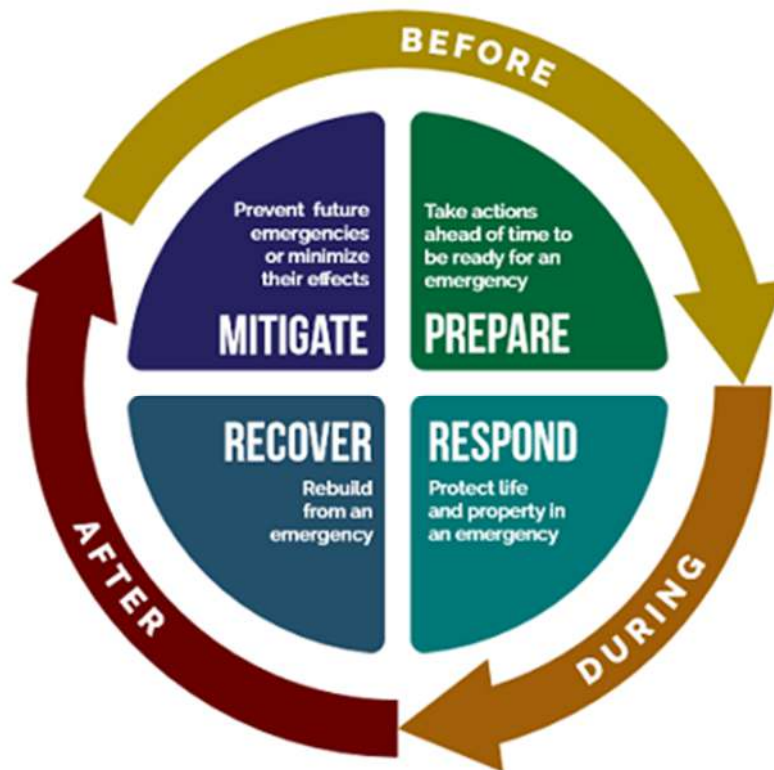 BEFORE
Prevent future
emergencies
or minimize
their effects
MITIGATE
Take actions
ahead of time to
be ready for an
emergency
PREPARE
RECOVER
Rebuild
from an
emergency
RESPOND
Protect life
and property in
an emergency
AFTER
DURING